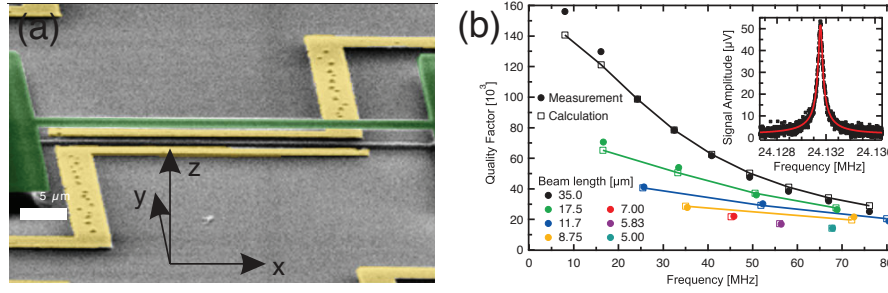 (a)
z
y
x
5 μm
(b)
Quality Factor [10³]
160
140
120
100
80
60
40
20
0
0
10
20
30
40
50
60
70
80
Frequency [MHz]
Measurement
Calculation
Beam length [μm]
35.0
17.5
11.7
8.75
7.00
5.83
5.00
Signal Amplitude [μV]
50
40
30
20
10
0
24.128
24.132
24.136
Frequency [MHz]